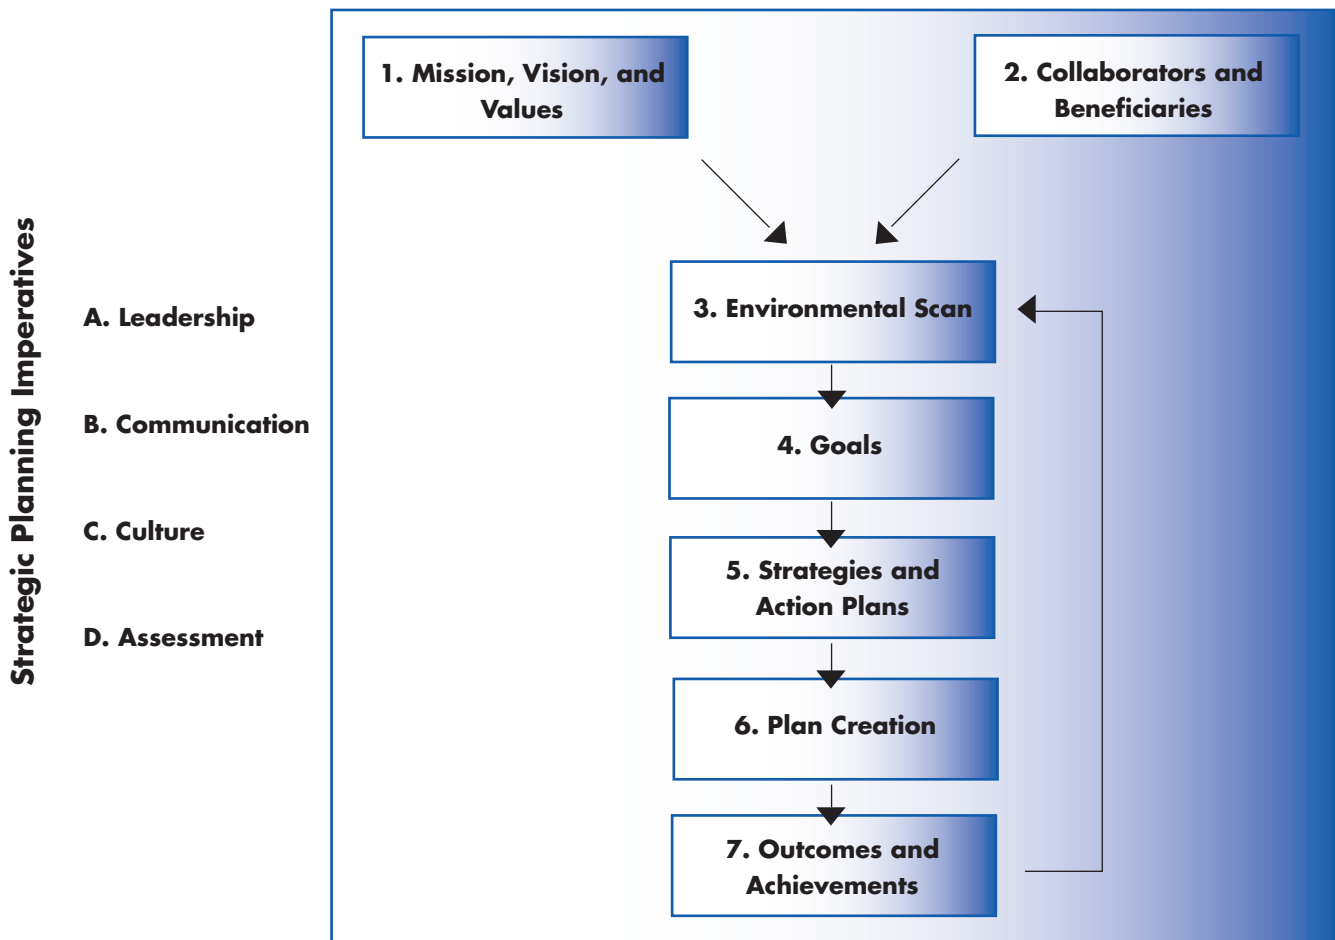 Strategic Planning Imperatives
A. Leadership
B. Communication
C. Culture
D. Assessment
1. Mission, Vision, and
Values
2. Collaborators and
Beneficiaries
3. Environmental Scan
4. Goals
5. Strategies and
Action Plans
6. Plan Creation
7. Outcomes and
Achievements